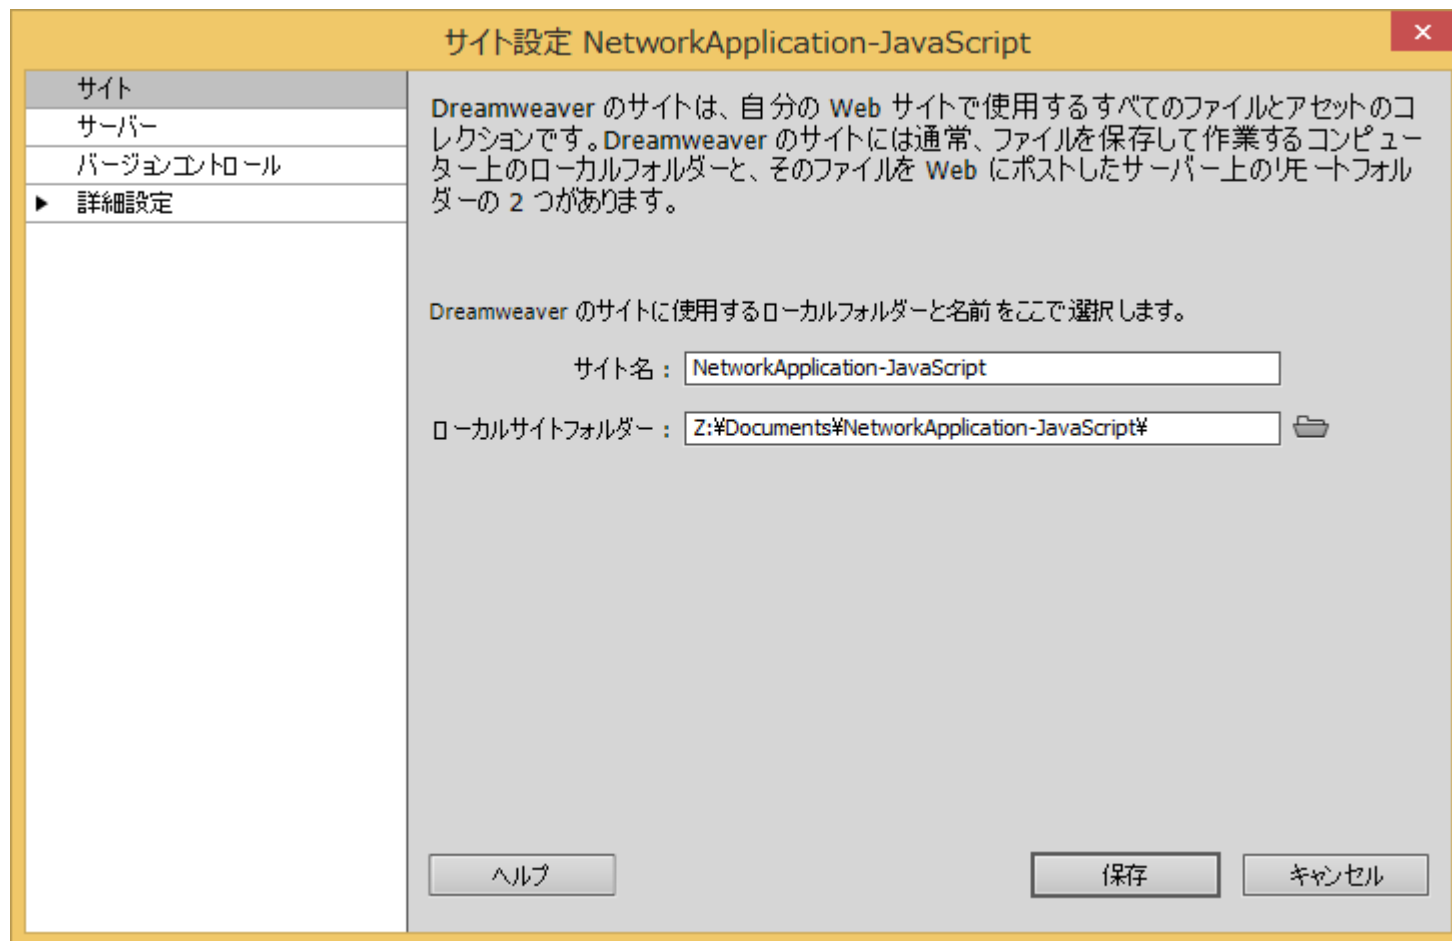 サイト設定 NetworkApplication-JavaScript
サイト
サーバー
バージョンコントロール
詳細設定
Dreamweaver のサイトは、自分の Web サイトで使用するすべてのファイルとアセットのコ
レクションです。Dreamweaver のサイトには通常、ファイルを保存して作業するコンピュー
ター上のローカルフォルダーと、そのファイルを Web にポストしたサーバー上のリモートフォル
ダーの 2 つがあります。
Dreamweaver のサイトに使用するローカルフォルダーと名前をここで選択します。
サイト名 : NetworkApplication-JavaScript
ローカルサイトフォルダー : Z:¥Documents¥NetworkApplication-JavaScript¥
ヘルプ 保存 キャンセル